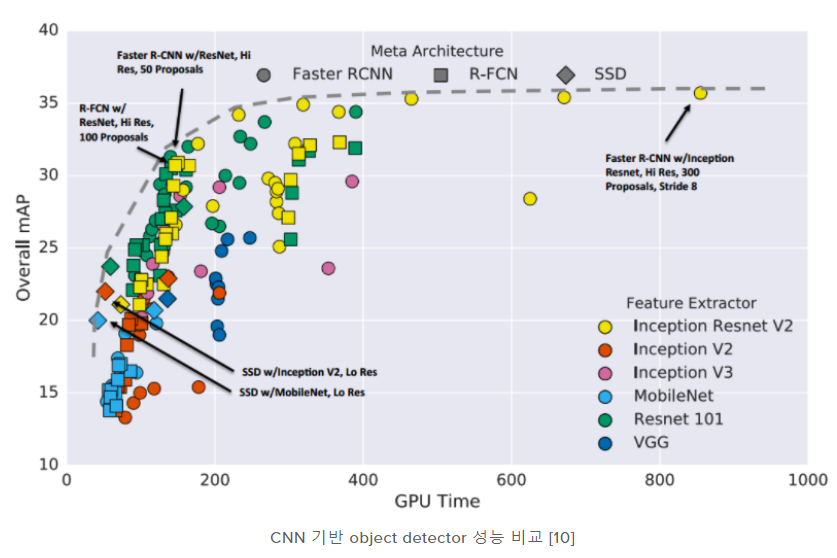 40
35
30
25
20
15
10
Overall mAP
Faster R-CNN w/ResNet, Hi
Res, 50 Proposals
R-FCN w/
ResNet, Hi Res,
100 Proposals
Meta Architecture
Faster RCNN
R-FCN
SSD
Faster R-CNN w/Inception
Resnet, Hi Res, 300
Proposals, Stride 8
SSD w/Inception V2, Lo Res
SSD w/MobileNet, Lo Res
Feature Extractor
Inception Resnet V2
Inception V2
Inception V3
MobileNet
Resnet 101
VGG
0
200
400
600
800
1000
GPU Time
CNN 기반 object detector 성능 비교 [10]